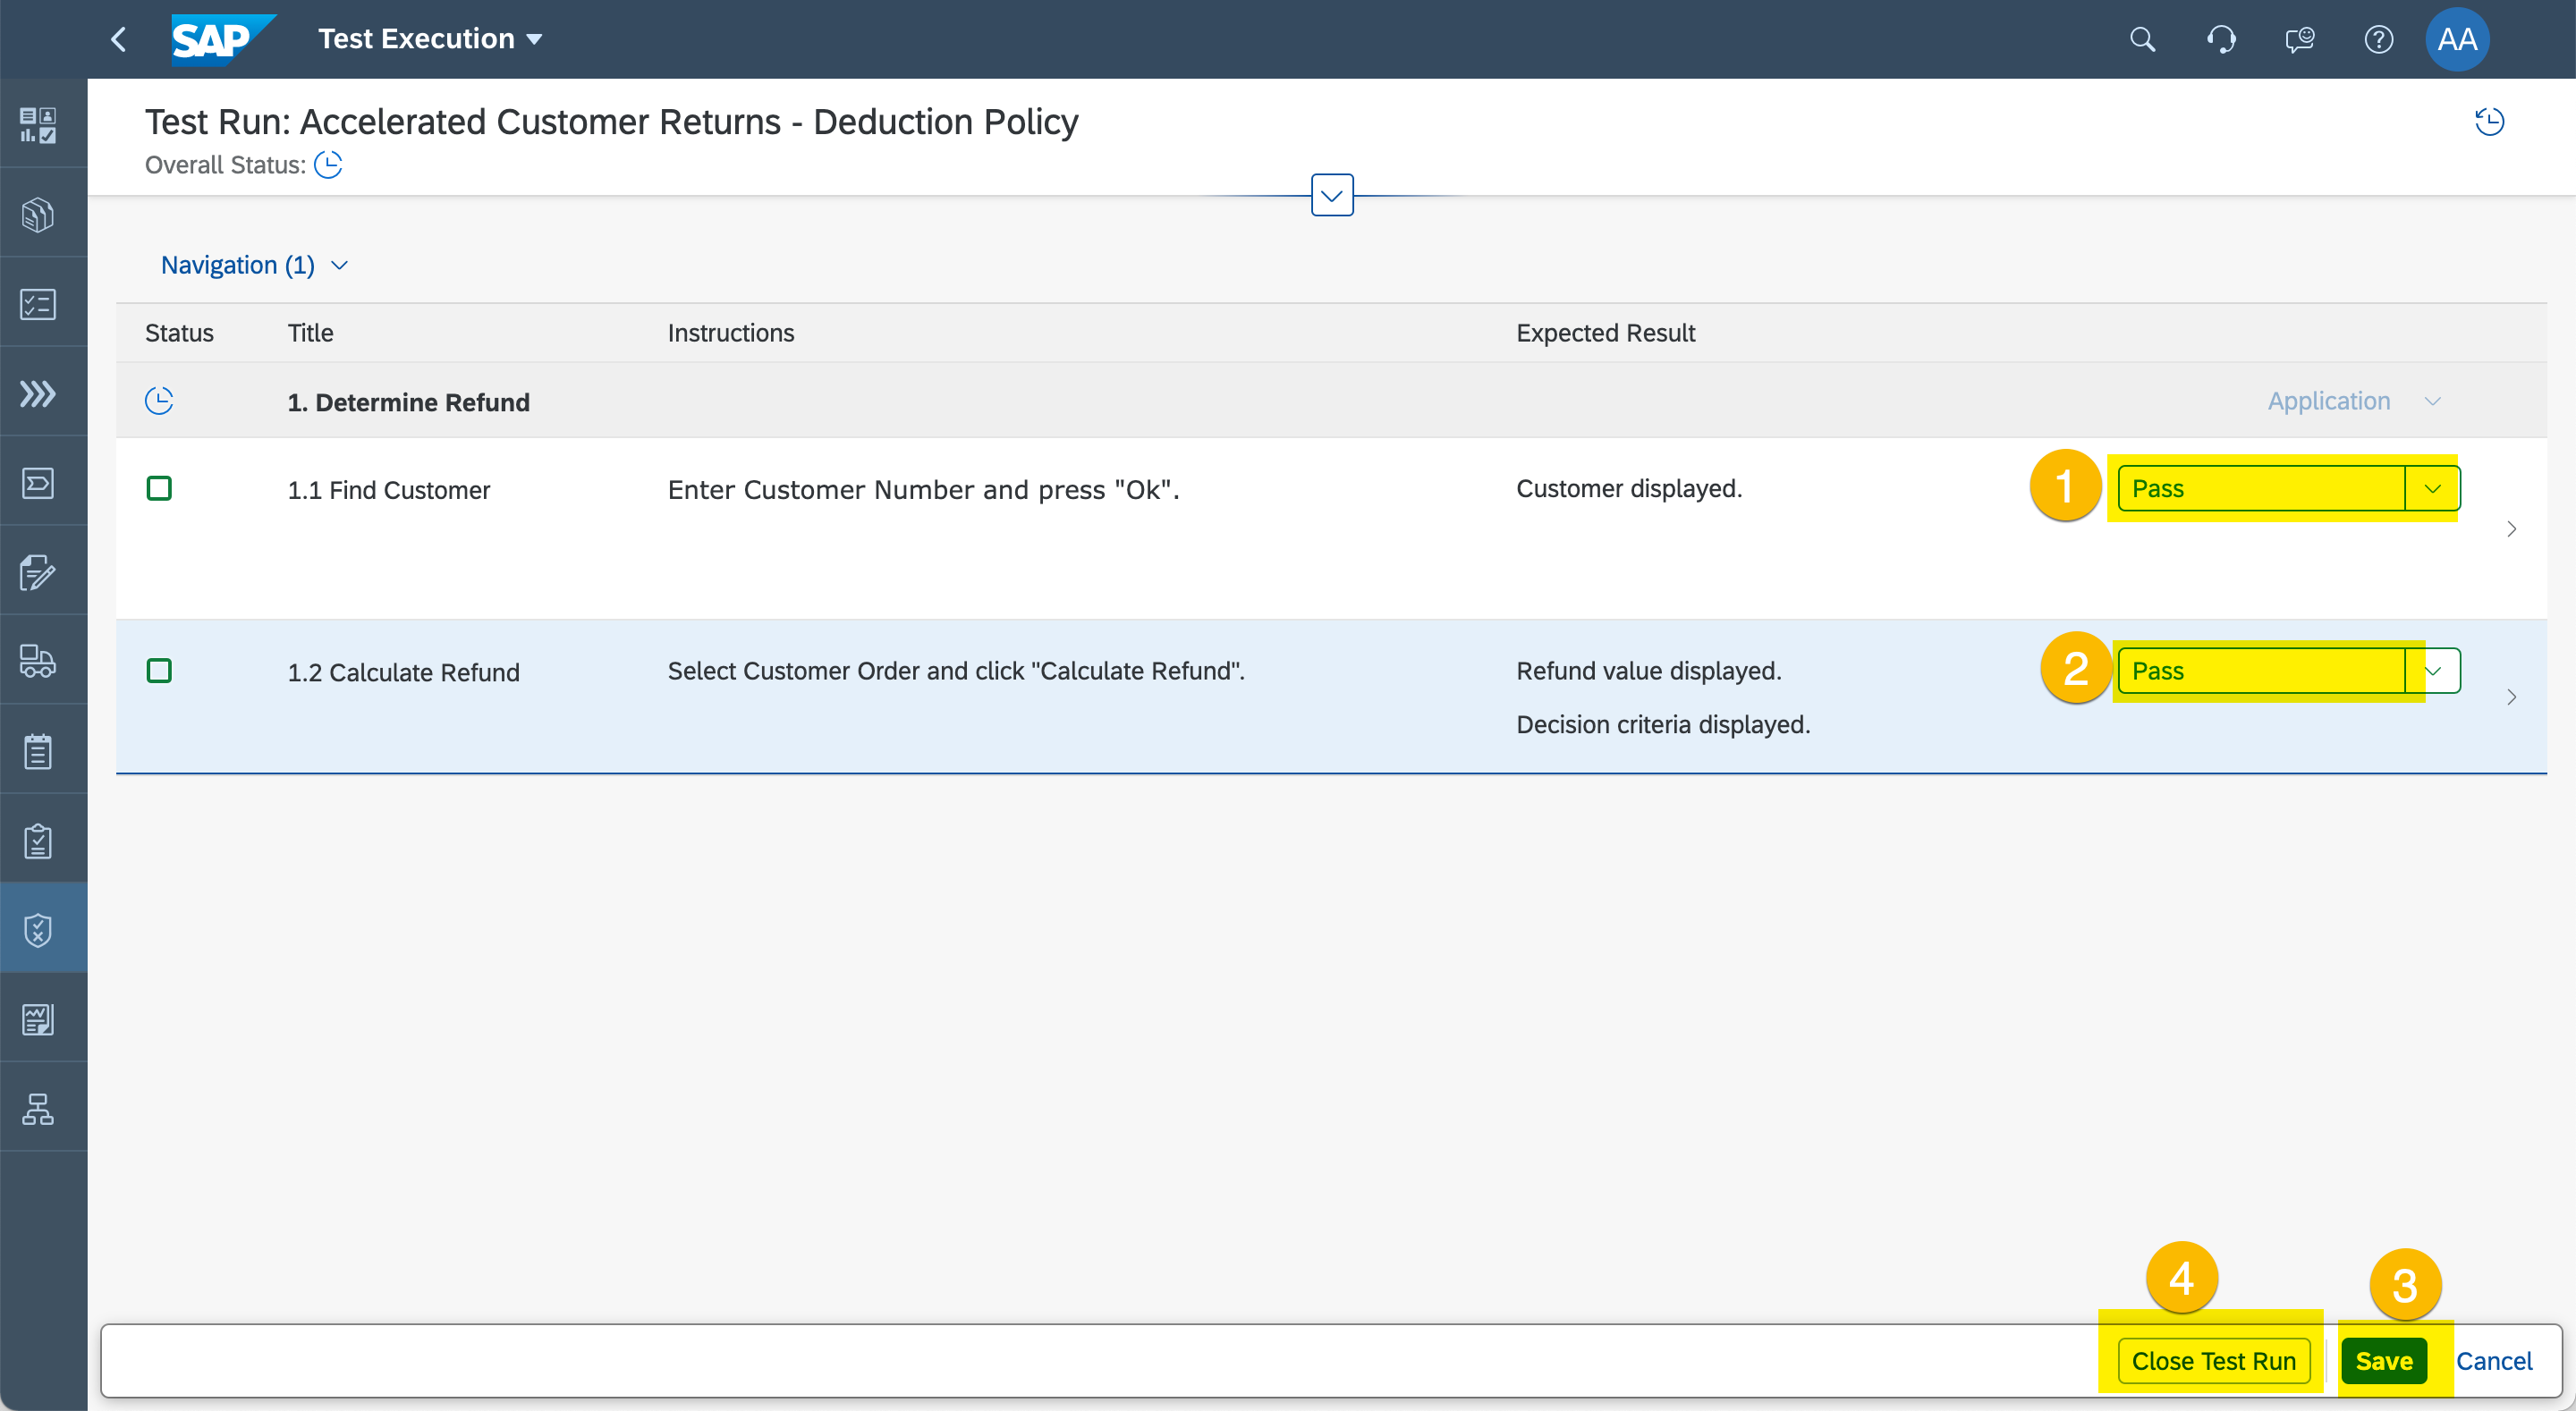 SAP Test Execution AA
Test Run: Accelerated Customer Returns - Deduction Policy
Overall Status:
Navigation (1)
Status Title Instructions Expected Result
1. Determine Refund Application
1.1 Find Customer Enter Customer Number and press "Ok". Customer displayed. 1 Pass
1.2 Calculate Refund Select Customer Order and click "Calculate Refund". Refund value displayed. 2 Pass
Decision criteria displayed.
4 3
Close Test Run Save Cancel